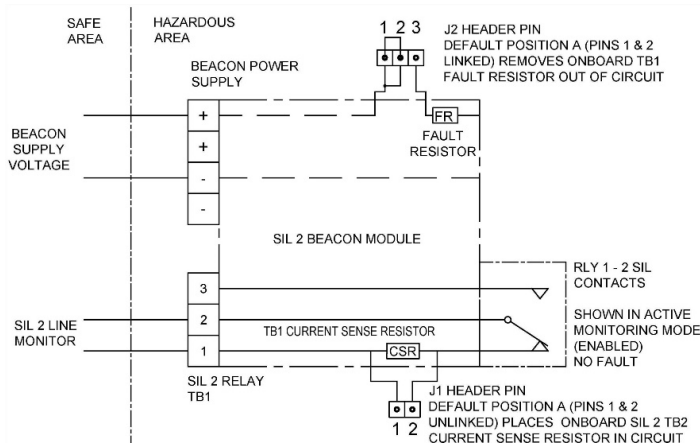 SAFE
AREA
HAZARDOUS
AREA
1 2 3
J2 HEADER PIN
DEFAULT POSITION A (PINS 1 & 2
LINKED) REMOVES ONBOARD TB1
FAULT RESISTOR OUT OF CIRCUIT
BEACON POWER
SUPPLY
+
FR
FAULT
RESISTOR
BEACON
SUPPLY
VOLTAGE
+
-
-
SIL 2 BEACON MODULE
RLY 1 - 2 SIL
CONTACTS
3
SHOWN IN ACTIVE
MONITORING MODE
(ENABLED)
NO FAULT
SIL 2 LINE
MONITOR
2
TB1 CURRENT SENSE RESISTOR
1
CSR
SIL 2 RELAY
TB1
J1 HEADER PIN
DEFAULT POSITION A (PINS 1 & 2
UNLINKED) PLACES ONBOARD SIL 2 TB2
CURRENT SENSE RESISTOR IN CIRCUIT
1 2